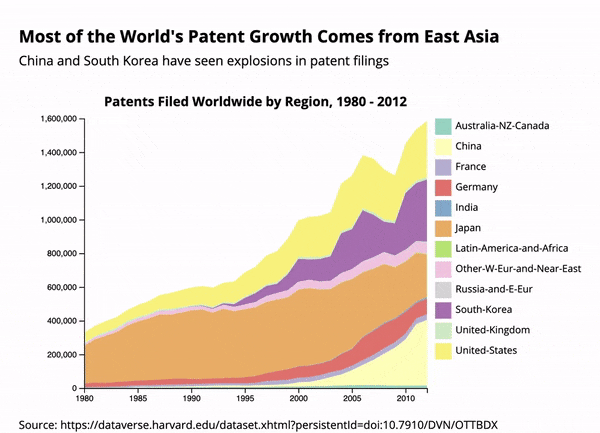 Most of the World's Patent Growth Comes from East Asia
China and South Korea have seen explosions in patent filings
Patents Filed Worldwide by Region, 1980 - 2012
1,600,000
1,400,000
1,200,000
1,000,000
800,000
600,000
400,000
200,000
0
1980 1985 1990 1995 2000 2005 2010
Australia-NZ-Canada
China
France
Germany
India
Japan
Latin-America-and-Africa
Other-W-Eur-and-Near-East
Russia-and-E-Eur
South-Korea
United-Kingdom
United-States
Source: https://dataverse.harvard.edu/dataset.xhtml?persistentId=doi:10.7910/DVN/OTTBDX